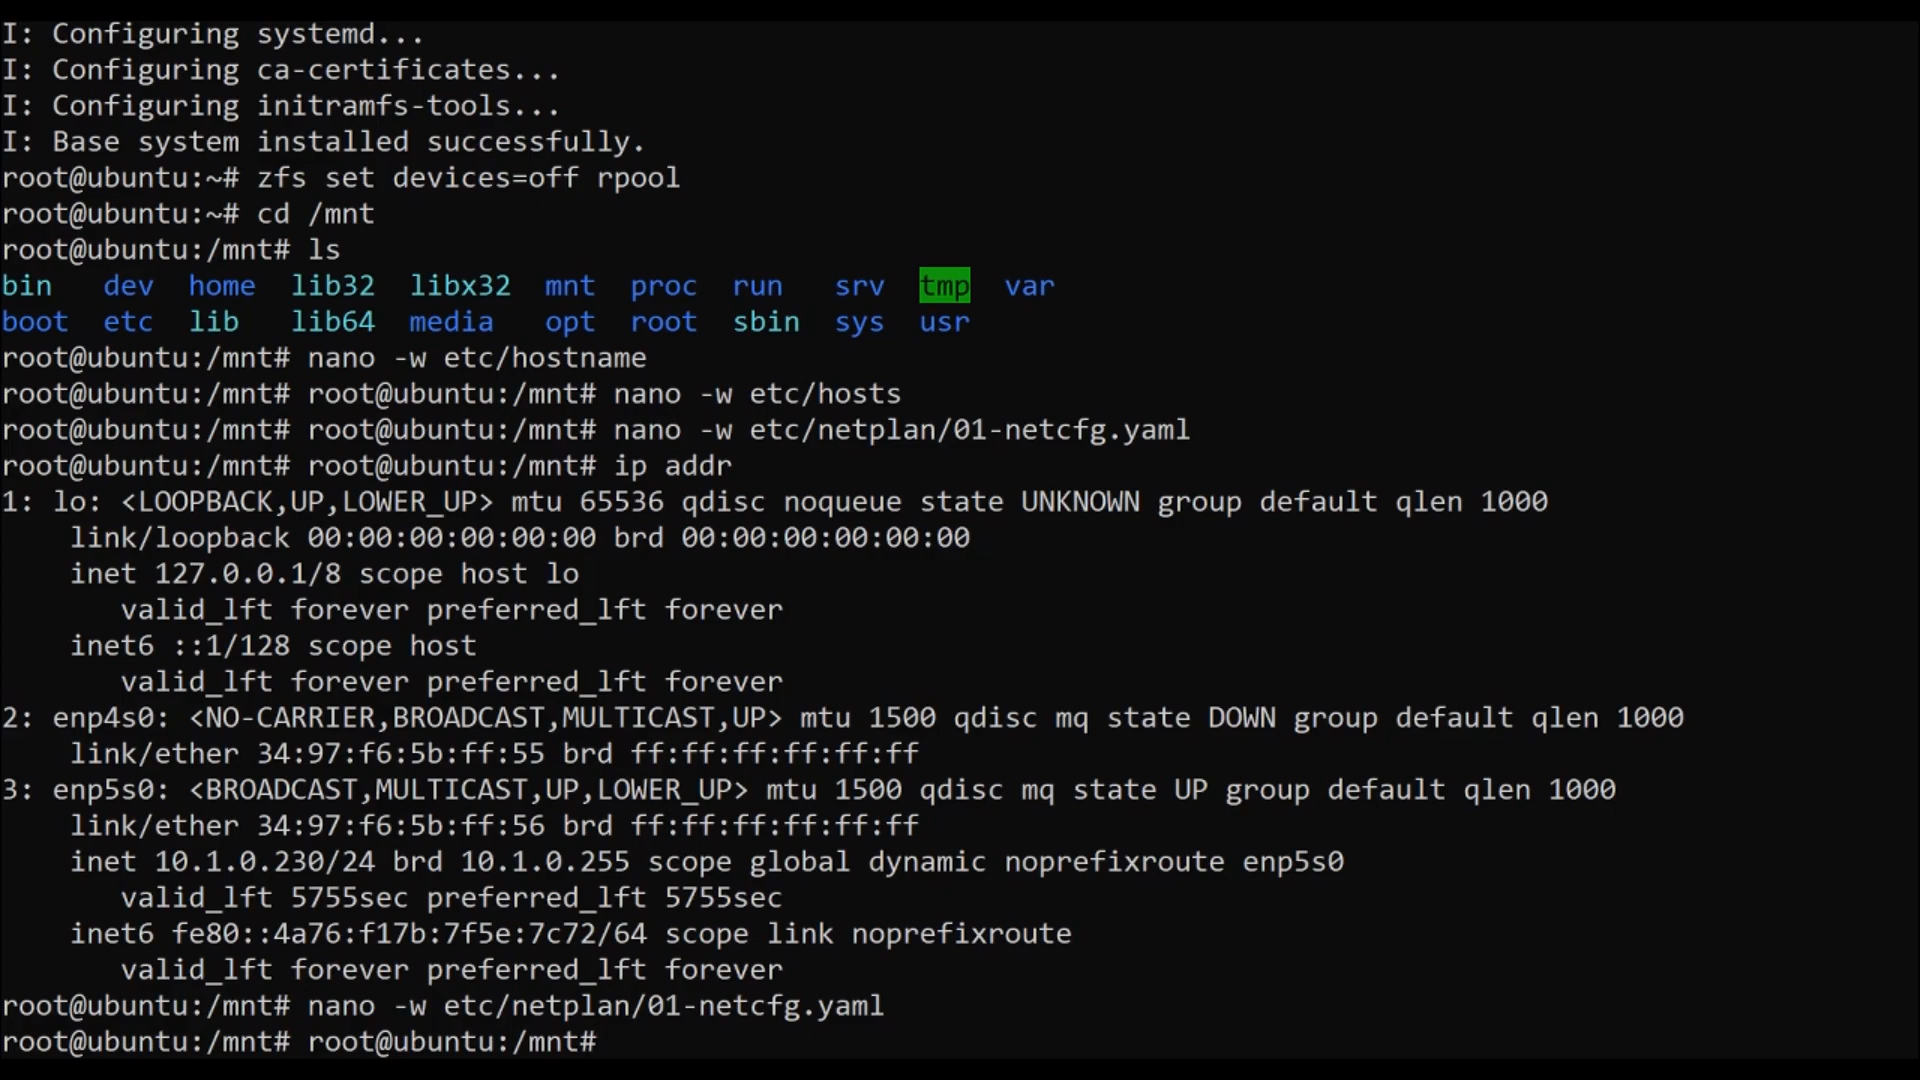 I: Configuring systemd...
I: Configuring ca-certificates...
I: Configuring initramfs-tools...
I: Base system installed successfully.
root@ubuntu:~# zfs set devices=off rpool
root@ubuntu:~# cd /mnt
root@ubuntu:/mnt# ls
bin   dev  home  lib32  libx32  mnt  proc  run   srv  tmp  var
boot  etc  lib   lib64  media   opt  root  sbin  sys  usr
root@ubuntu:/mnt# nano -w etc/hostname
root@ubuntu:/mnt# root@ubuntu:/mnt# nano -w etc/hosts
root@ubuntu:/mnt# root@ubuntu:/mnt# nano -w etc/netplan/01-netcfg.yaml
root@ubuntu:/mnt# root@ubuntu:/mnt# ip addr
1: lo: <LOOPBACK,UP,LOWER_UP> mtu 65536 qdisc noqueue state UNKNOWN group default qlen 1000
    link/loopback 00:00:00:00:00:00 brd 00:00:00:00:00:00
    inet 127.0.0.1/8 scope host lo
       valid_lft forever preferred_lft forever
    inet6 ::1/128 scope host
       valid_lft forever preferred_lft forever
2: enp4s0: <NO-CARRIER,BROADCAST,MULTICAST,UP> mtu 1500 qdisc mq state DOWN group default qlen 1000
    link/ether 34:97:f6:5b:ff:55 brd ff:ff:ff:ff:ff:ff
3: enp5s0: <BROADCAST,MULTICAST,UP,LOWER_UP> mtu 1500 qdisc mq state UP group default qlen 1000
    link/ether 34:97:f6:5b:ff:56 brd ff:ff:ff:ff:ff:ff
    inet 10.1.0.230/24 brd 10.1.0.255 scope global dynamic noprefixroute enp5s0
       valid_lft 5755sec preferred_lft 5755sec
    inet6 fe80::4a76:f17b:7f5e:7c72/64 scope link noprefixroute
       valid_lft forever preferred_lft forever
root@ubuntu:/mnt# nano -w etc/netplan/01-netcfg.yaml
root@ubuntu:/mnt# root@ubuntu:/mnt#